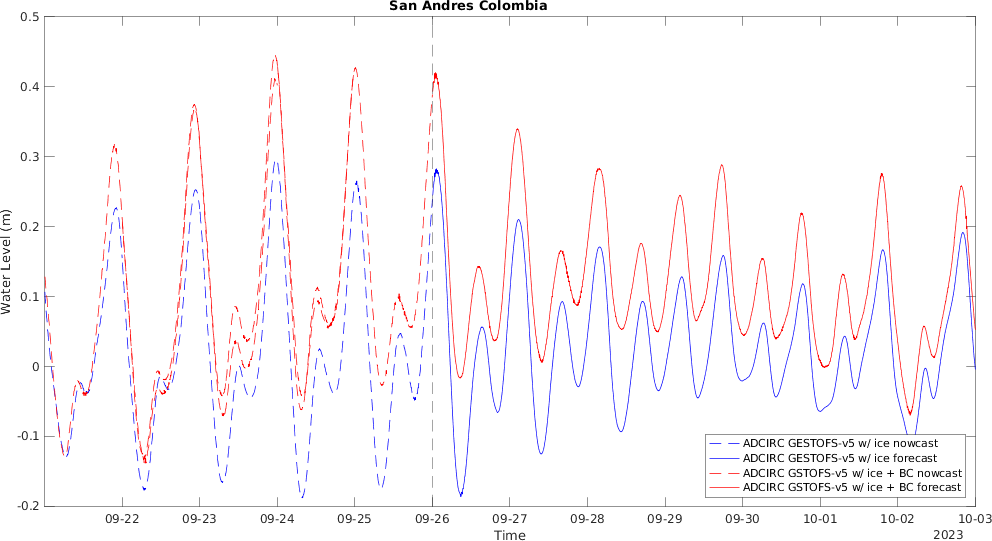 San Andres Colombia
Water Level (m)
0.5
0.4
0.3
0.2
0.1
0
-0.1
-0.2
ADCIRC GESTOFS-v5 w/ ice nowcast
ADCIRC GESTOFS-v5 w/ ice forecast
ADCIRC GSTOFS-v5 w/ ice + BC nowcast
ADCIRC GSTOFS-v5 w/ ice + BC forecast
09-22 09-23 09-24 09-25 09-26 09-27 09-28 09-29 09-30 10-01 10-02 10-03
Time
2023